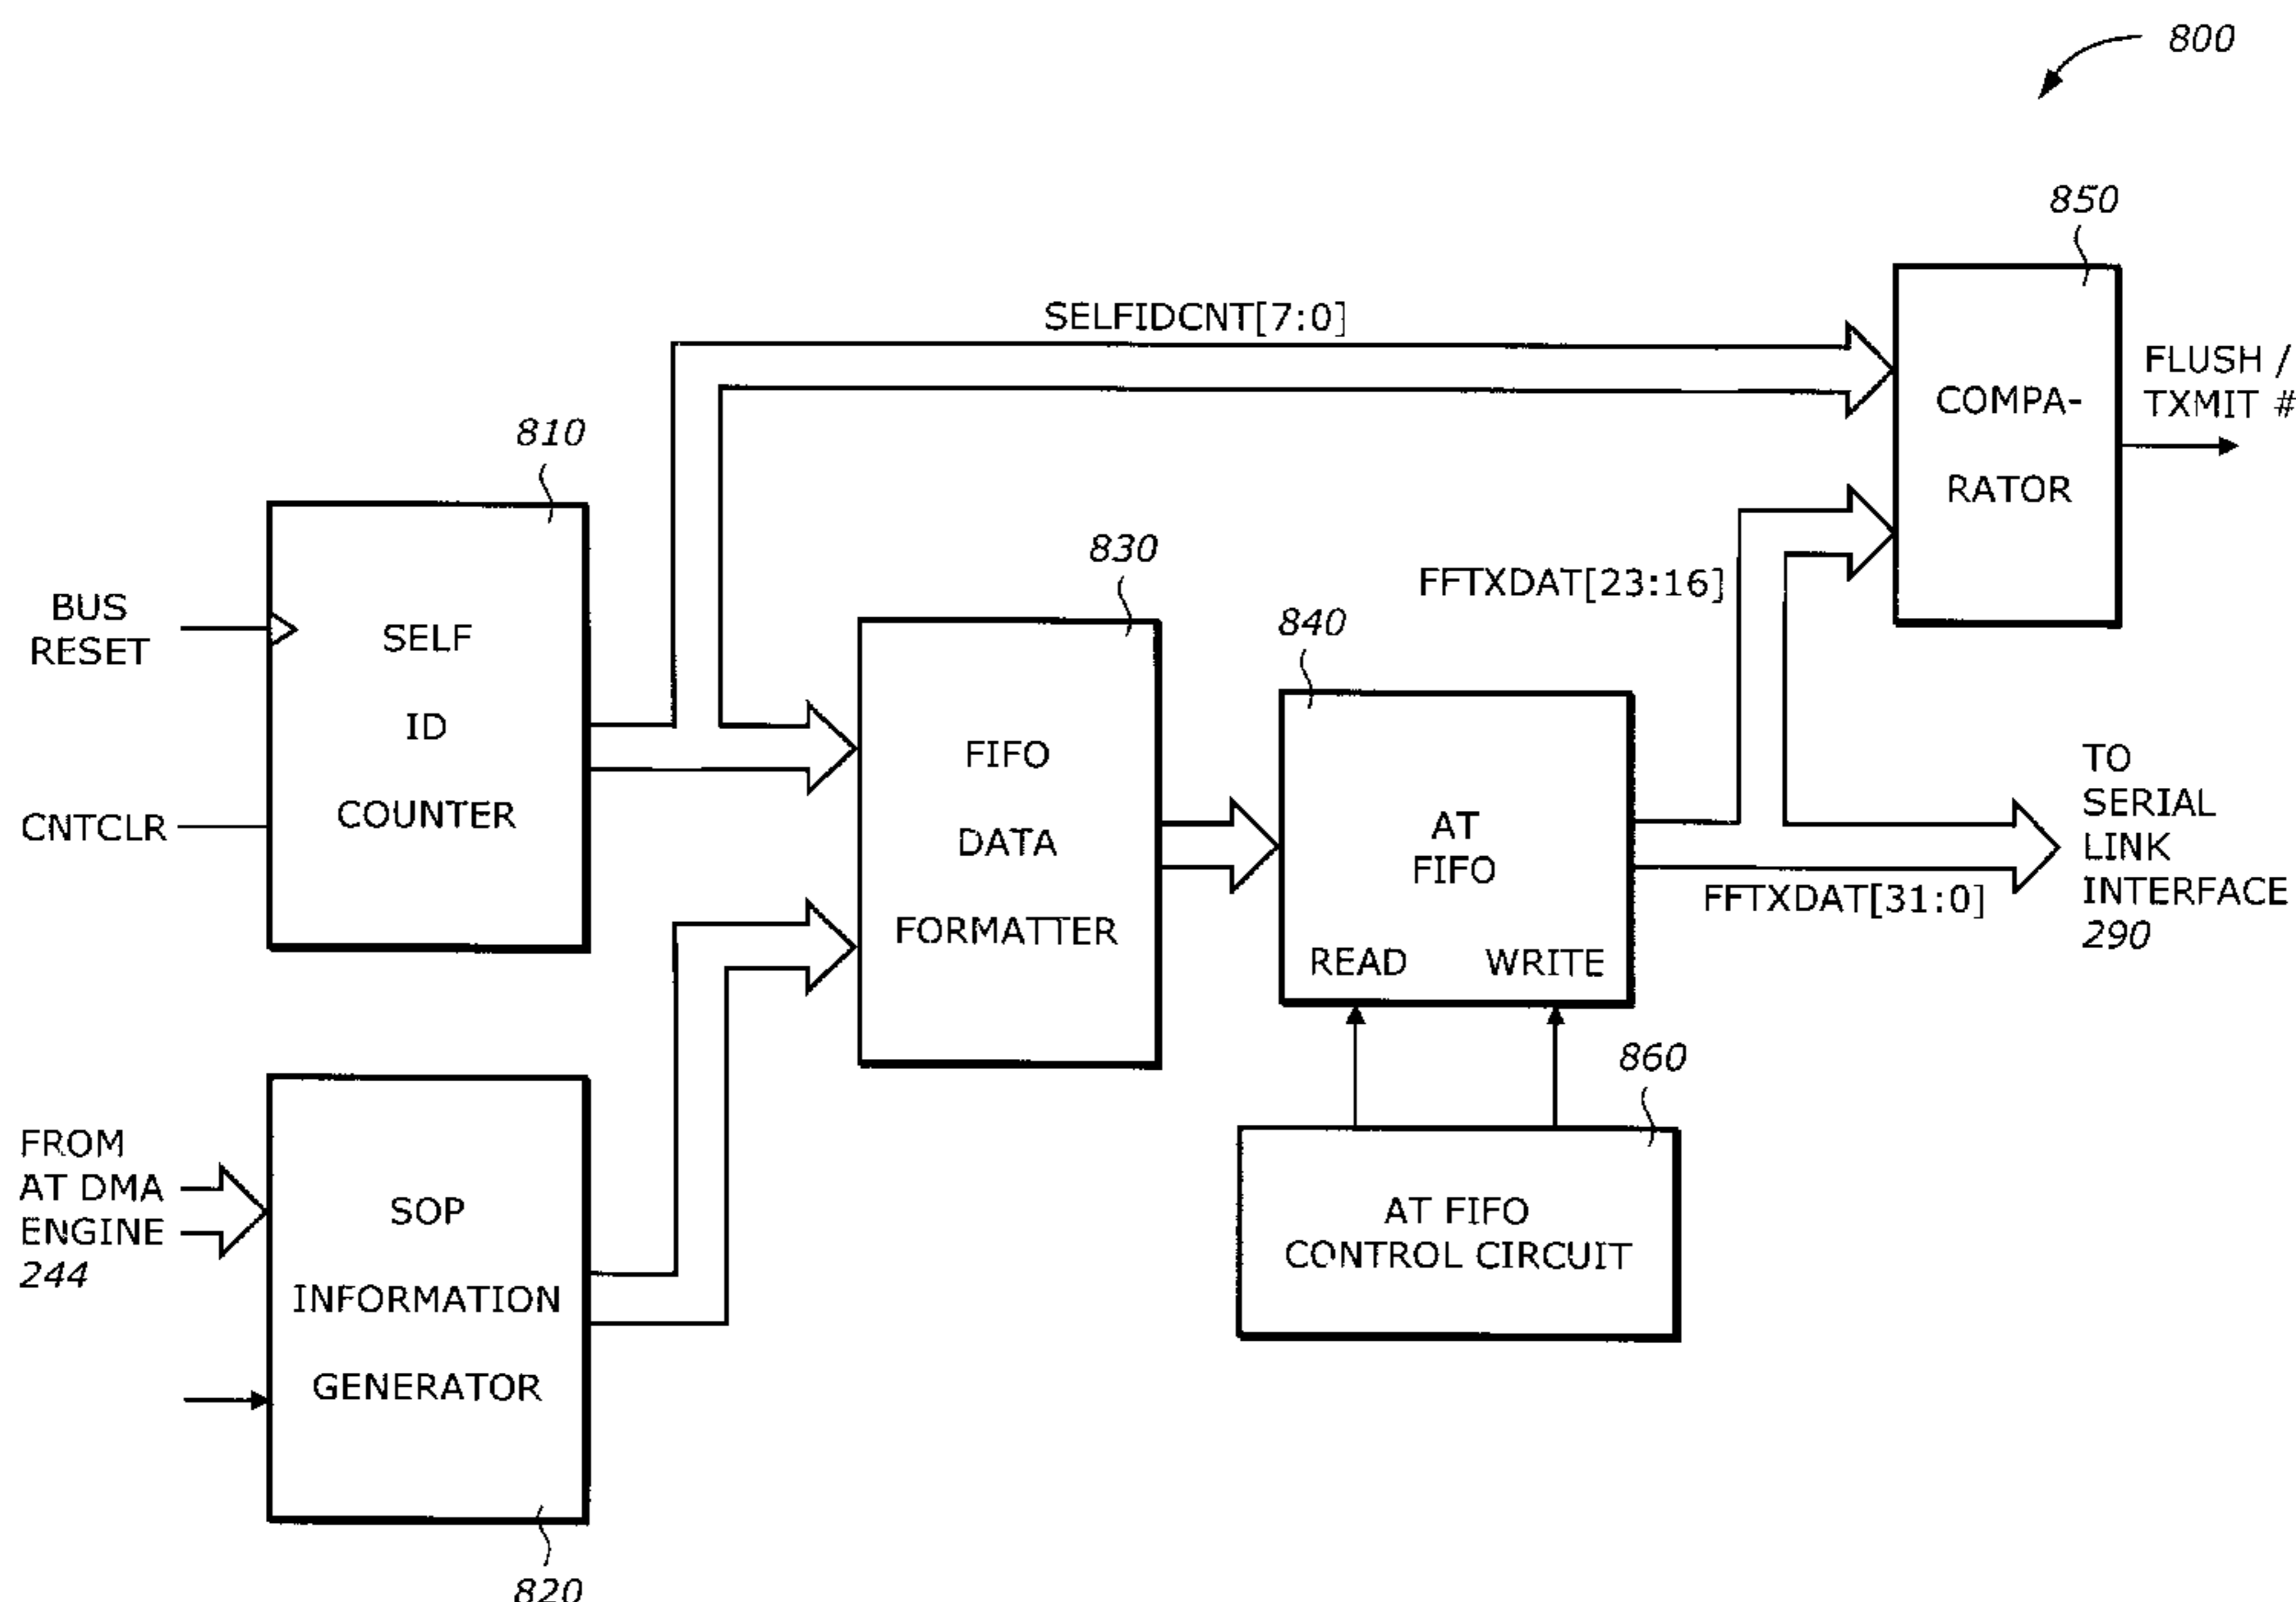 800
850
SELFIDCNT[7:0]
FLUSH /
TXMIT #
COMPA-
RATOR
810
830
FFTXDAT[23:16]
BUS
RESET
SELF
ID
COUNTER
840
CNTCLR
FIFO
DATA
FORMATTER
AT
FIFO
READ
WRITE
TO
SERIAL
LINK
INTERFACE
290
FFTXDAT[31:0]
860
FROM
AT DMA
ENGINE
244
SOP
INFORMATION
GENERATOR
AT FIFO
CONTROL CIRCUIT
820